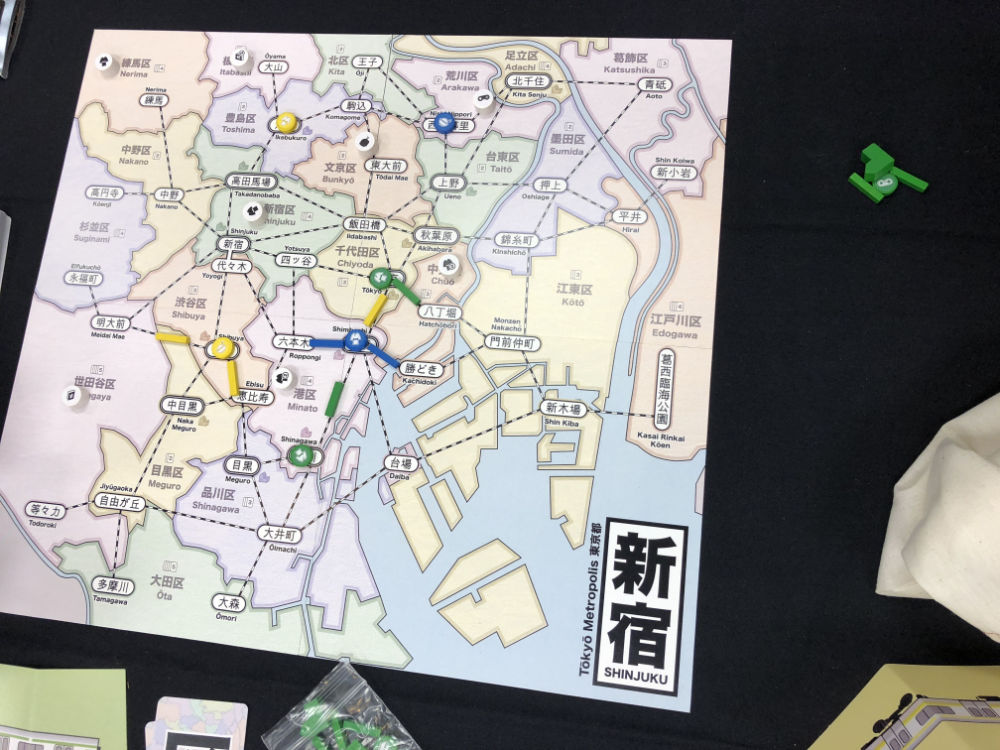 練馬区
Nerima
Nerima
練馬
Itabashi
Ōyama
大山
北区
Kita
王子
Ōji
荒川区
Arakawa
足立区
Adachi
北千住
Kita Senju
葛飾区
Katsushika
青砥
Aoto
豊島区
Toshima
Ikebukuro
駒込
Komagome
Nippori
墨田区
Sumida
中野区
Nakano
文京区
Bunkyō
東大前
Tōdai Mae
台東区
Taitō
上野
Ueno
押上
Oshiage
Shin Koiwa
新小岩
高円寺
Kōenji
中野
Nakano
高田馬場
Takadanobaba
杉並区
Suginami
新宿区
Shinjuku
Shinjuku
新宿
飯田橋
Iidabashi
秋葉原
Akihabara
錦糸町
Kinshichō
平井
Hirai
Eifukuchō
永福町
代々木
Yoyogi
Yotsuya
四ッ谷
千代田区
Chiyoda
Tōkyō
Chūō
八丁堀
Hatchōbori
江東区
Kōtō
江戸川区
Edogawa
明大前
Meidai Mae
渋谷区
Shibuya
Shibuya
六本木
Roppongi
Shimbashi
勝どき
Kachidoki
Monzen
Nakachō
門前仲町
世田谷区
Ebisu
恵比寿
港区
Minato
中目黒
Naka
Meguro
新木場
Shin Kiba
葛西臨海公園
Kasai Rinkai
Kōen
目黒区
Meguro
目黒
Meguro
Shinagawa
品川区
Shinagawa
台場
Daiba
Jiyūgaoka
自由が丘
等々力
Todoroki
大井町
Ōimachi
多摩川
Tamagawa
大田区
Ōta
大森
Ōmori
Tōkyō Metropolis 東京都
新宿
SHINJUKU